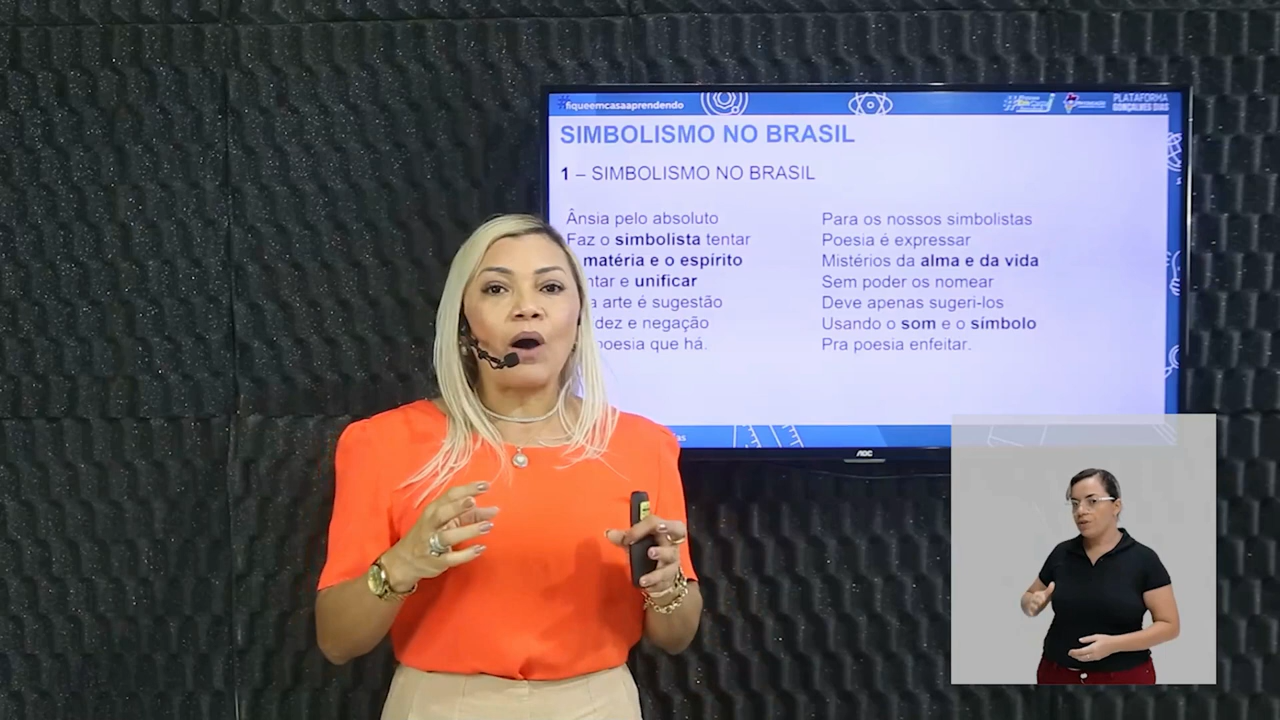 #fiqueemcasaaprendendo
PLATAFORMA
GONÇALVES DIAS
SIMBOLISMO NO BRASIL
1 – SIMBOLISMO NO BRASIL
Ânsia pelo absoluto
Faz o simbolista tentar
matéria e o espírito
e unificar
arte é sugestão
e negação
poesia que há.
Para os nossos simbolistas
Poesia é expressar
Mistérios da alma e da vida
Sem poder os nomear
Deve apenas sugeri-los
Usando o som e o símbolo
Pra poesia enfeitar.
AOC